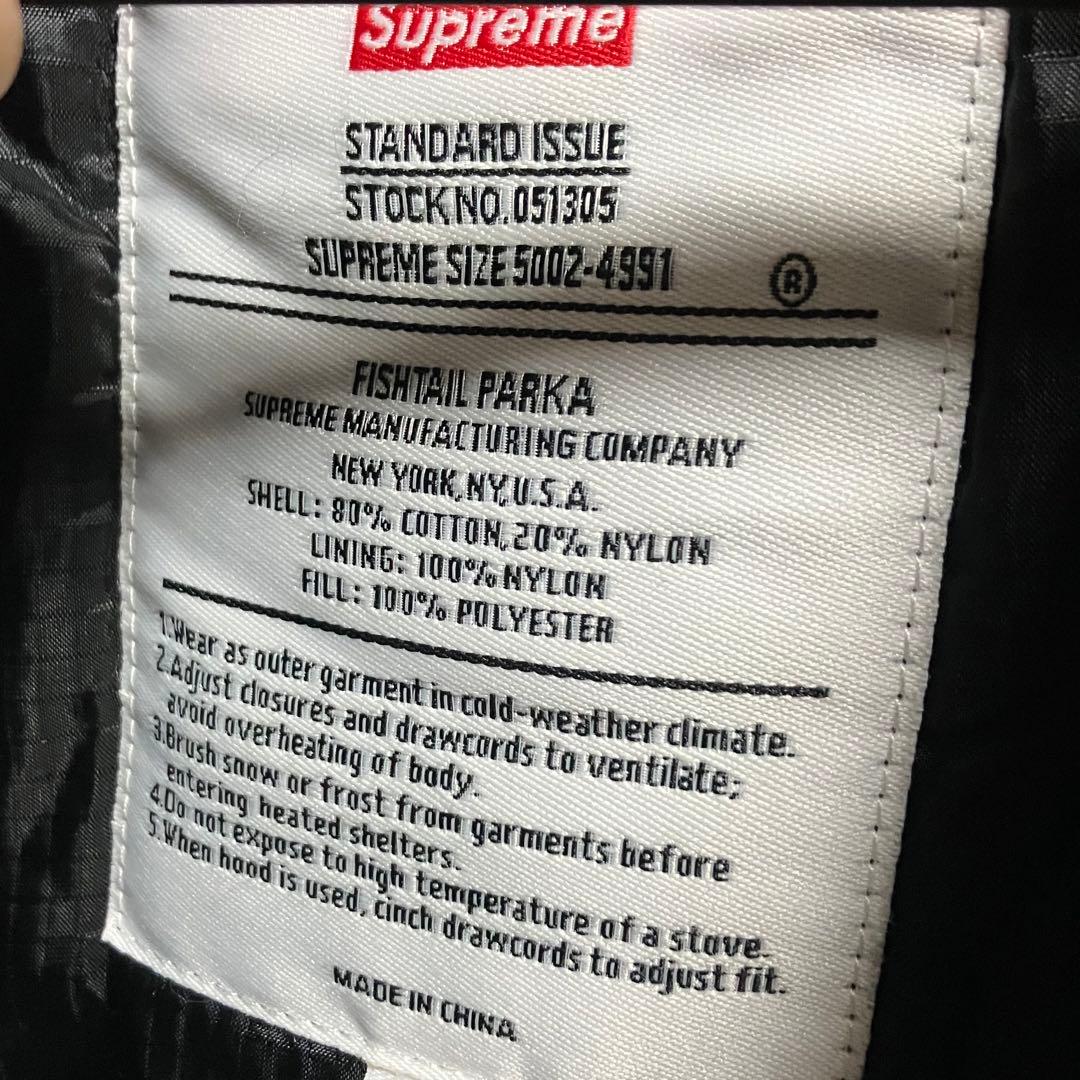 Supreme
STANDARD ISSUE
STOCK NO. 051305
SUPREME SIZE 5002-4991 ®
FISHTAIL PARKA
SUPREME MANUFACTURING COMPANY
NEW YORK, NY, U.S.A.
SHELL: 80% COTTON, 20% NYLON
LINING: 100% NYLON
FILL: 100% POLYESTER
1.Wear as outer garment in cold-weather climate.
2.Adjust closures and drawcords to ventilate;
avoid overheating of body.
3.Brush snow or frost from garments before
entering heated shelters.
4.Do not expose to high temperature of a stove.
5.When hood is used, cinch drawcords to adjust fit.
MADE IN CHINA